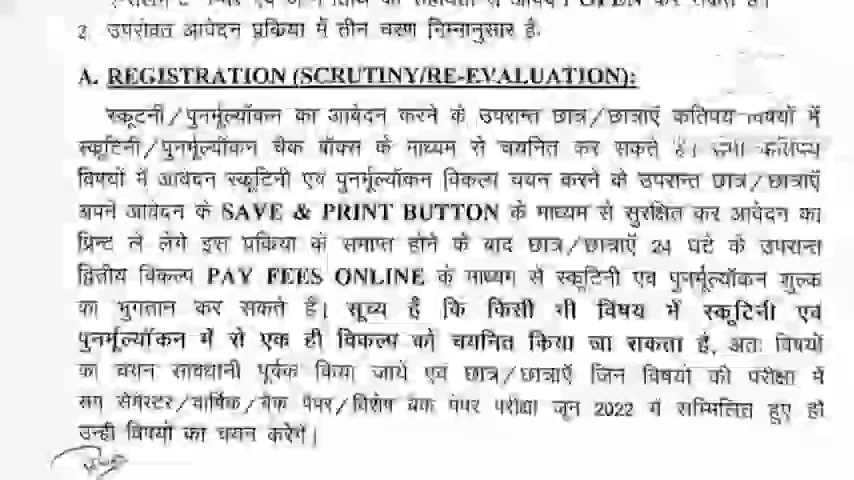 OPEN कर सकते है।
2. उपरोक्त आवेदन प्रक्रिया में तीन चरण निम्नानुसार है.
A. REGISTRATION (SCRUTINY/RE-EVALUATION):
स्कूटनी/पुनर्मूल्यॉकन का आवेदन करने के उपरान्त छात्र/छात्राएँ कतिपय विषयों में
स्कूटिनी/पुनर्मूल्यॉकन चैक बॉक्स के माध्यम से चयनित कर सकते है। कतिपय
विषयों में आवेदन स्कूटिनी एवं पुनर्मूल्यॉकन विकल्प चयन करने के उपरान्त छात्र/छात्राएँ
अपने आवेदन के SAVE & PRINT BUTTON के माध्यम से सुरक्षित कर आवेदन का
प्रिन्ट ले लेगें इस प्रकिया के समाप्त होने के बाद छात्र/छात्राएँ 24 घंटे के उपरान्त
द्वितीय विकल्प PAY FEES ONLINE के माध्यम से स्कूटिनी एवं पुनर्मूल्यॉकन शुल्क
का भुगतान कर सकते है। सूच्य है कि किसी भी विषय में स्कूटिनी एवं
पुनर्मूल्यॉकन में से एक ही विकल्प को चयनित किया जा सकता है, अतः विषयों
का चयन सावधानी पूर्वक किया जाये एवं छात्र/छात्राएँ जिन विषयों की परीक्षा में
सम सेमेस्टर/वार्षिक/बैक पेपर/विशेष बैक पेपर परीक्षा जून 2022 में सम्मिलित हुए हो
उन्ही विषयों का चयन करेगें।